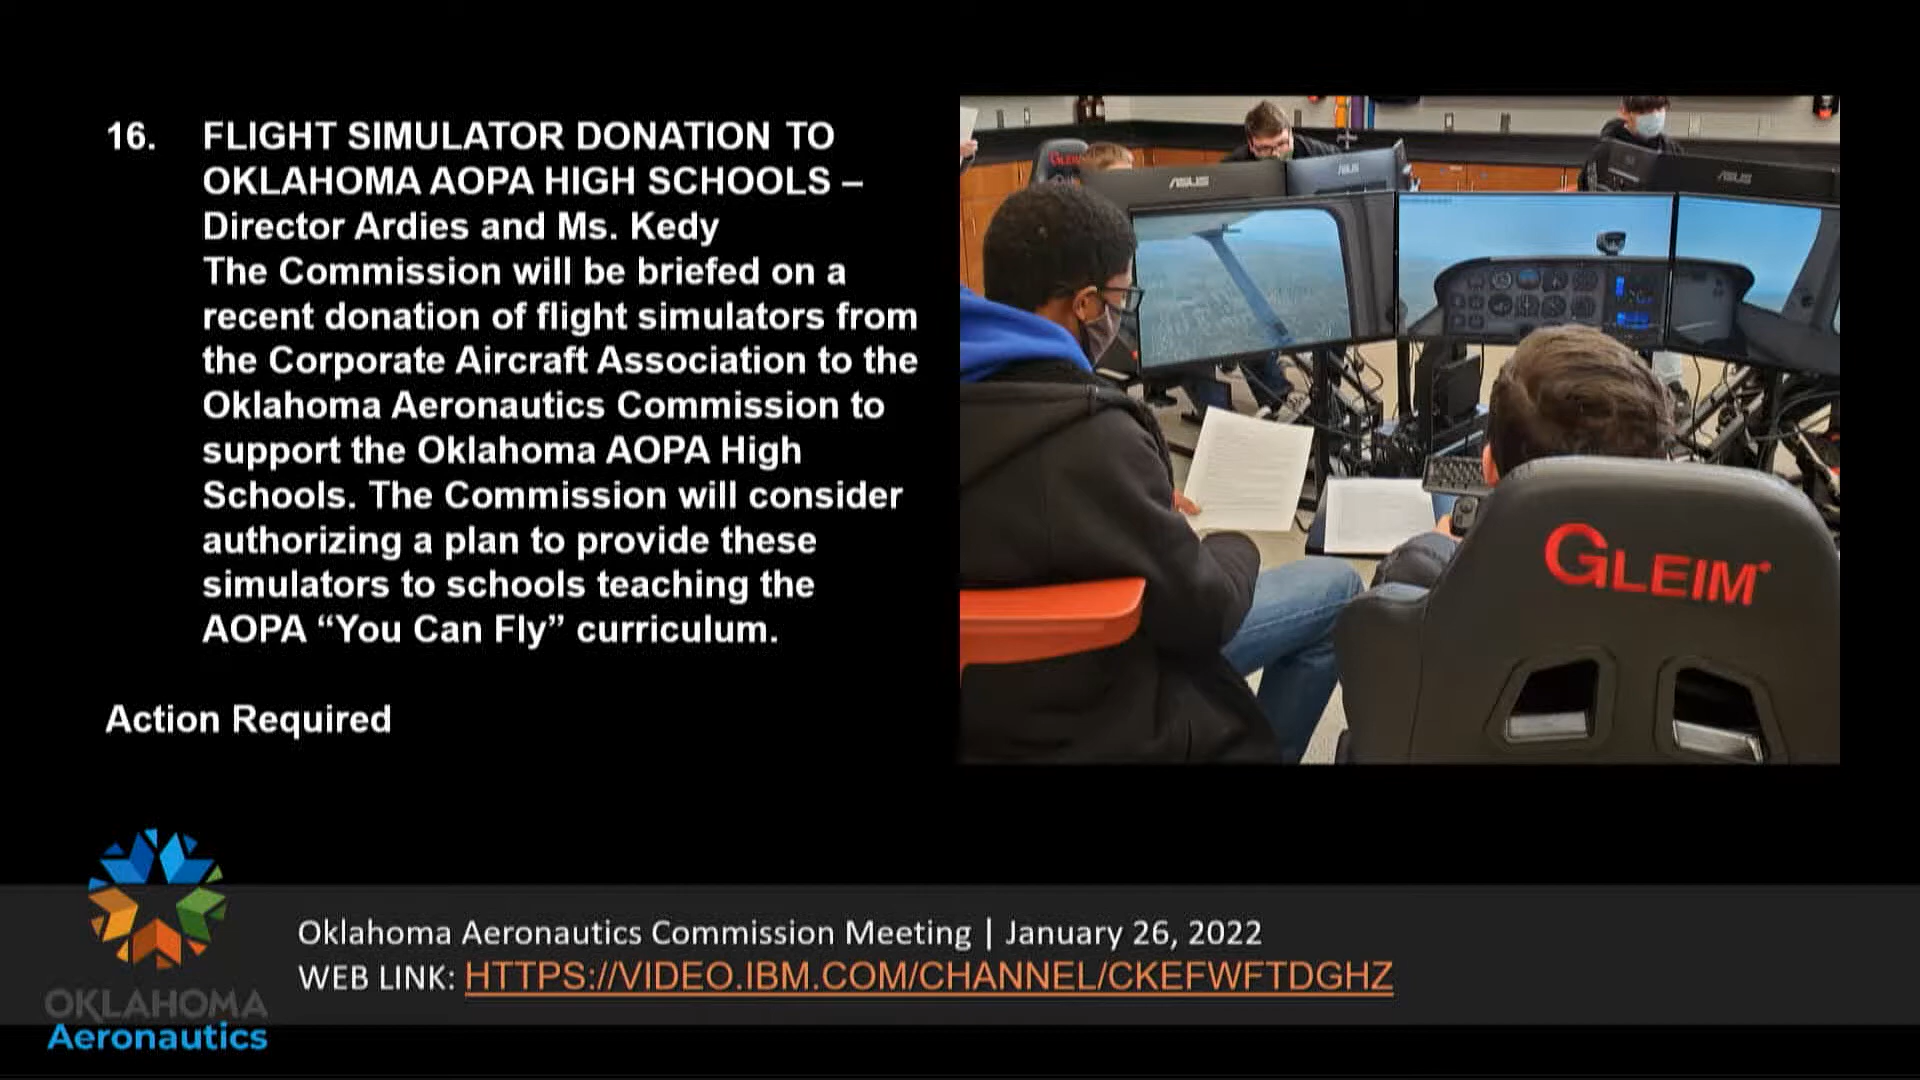 16. FLIGHT SIMULATOR DONATION TO
OKLAHOMA AOPA HIGH SCHOOLS –
Director Ardies and Ms. Kedy
The Commission will be briefed on a
recent donation of flight simulators from
the Corporate Aircraft Association to the
Oklahoma Aeronautics Commission to
support the Oklahoma AOPA High
Schools. The Commission will consider
authorizing a plan to provide these
simulators to schools teaching the
AOPA “You Can Fly” curriculum.
Action Required
GLEIM
ASUS
ASUS
ASUS
GLEIM
Oklahoma Aeronautics Commission Meeting | January 26, 2022
WEB LINK: HTTPS://VIDEO.IBM.COM/CHANNEL/CKEFWFTDGHZ
OKLAHOMA
Aeronautics